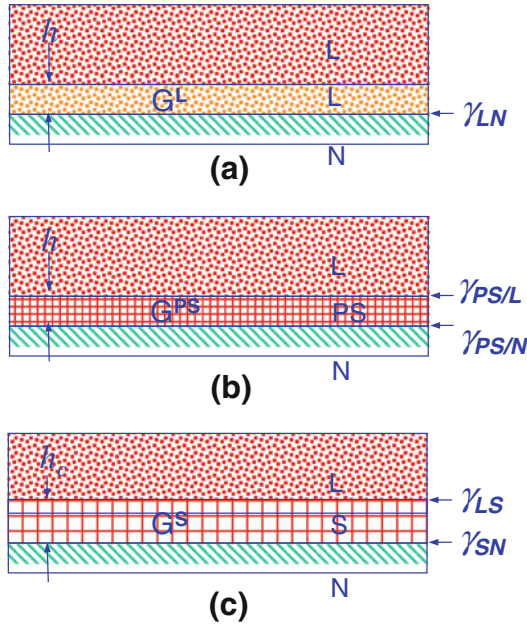 L
h
G^L L
γ_LN
N
(a)
h
L
γ_PS/L
G^PS PS
γ_PS/N
N
(b)
h_c
L
γ_LS
G^S S
γ_SN
N
(c)